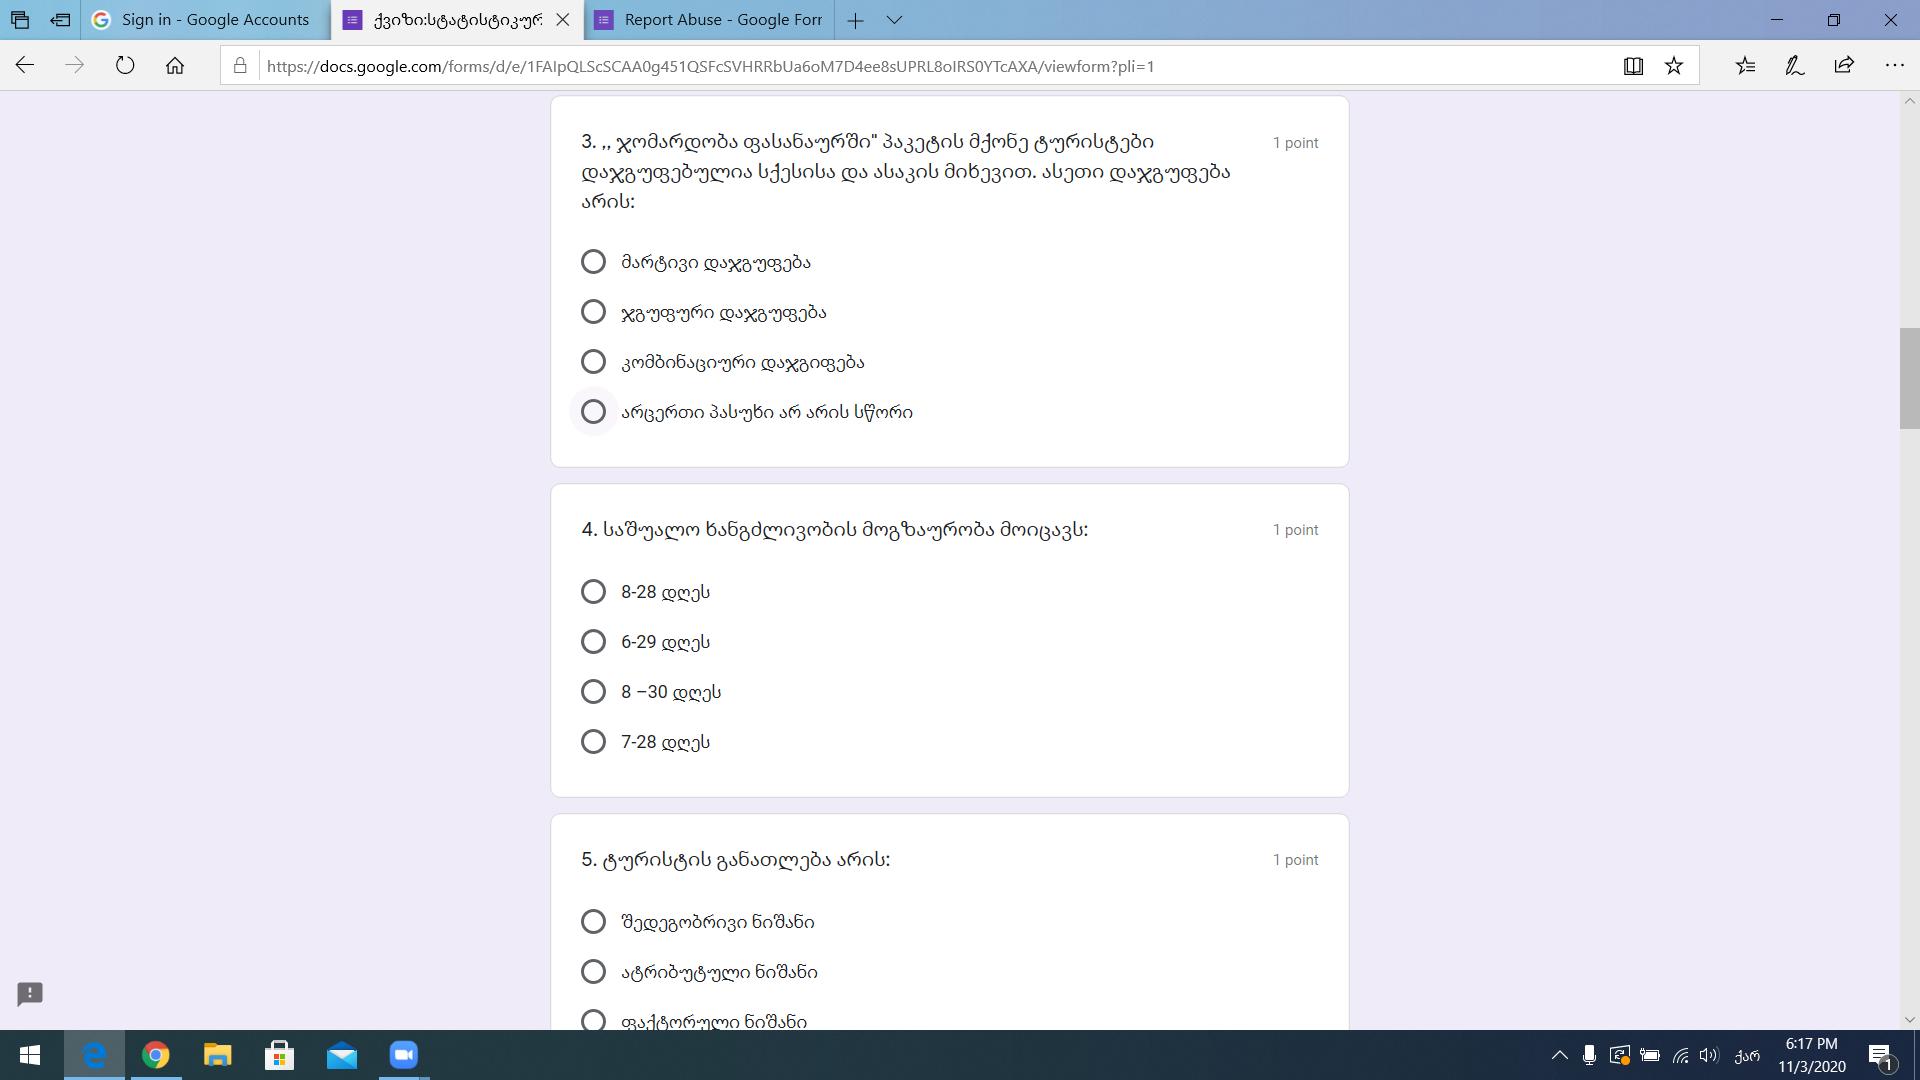 Sign in - Google Accounts
ქვიზი:სტატისტიკურ
Report Abuse - Google Forr
https://docs.google.com/forms/d/e/1FAIpQLScSCAA0g451QSFcSVHRRbUa6oM7D4ee8sUPRL8oIRS0YTcAXA/viewform?pli=1
3. ,, ჯომარდობა ფასანაურში" პაკეტის მქონე ტურისტები
1 point
დაჯგუფებულია სქესისა და ასაკის მიხევით. ასეთი დაჯგუფება
არის:
მარტივი დაჯგუფება
ჯგუფური დაჯგუფება
კომბინაციური დაჯგიფება
არცერთი პასუხი არ არის სწორი
4. საშუალო ხანგძლივობის მოგზაურობა მოიცავს:
1 point
8-28 დღეს
6-29 დღეს
8 –30 დღეს
7-28 დღეს
5. ტურისტის განათლება არის:
1 point
შედეგობრივი ნიშანი
ატრიბუტული ნიშანი
ფაქტორული ნიშანი
ქარ
6:17 PM
11/3/2020
1